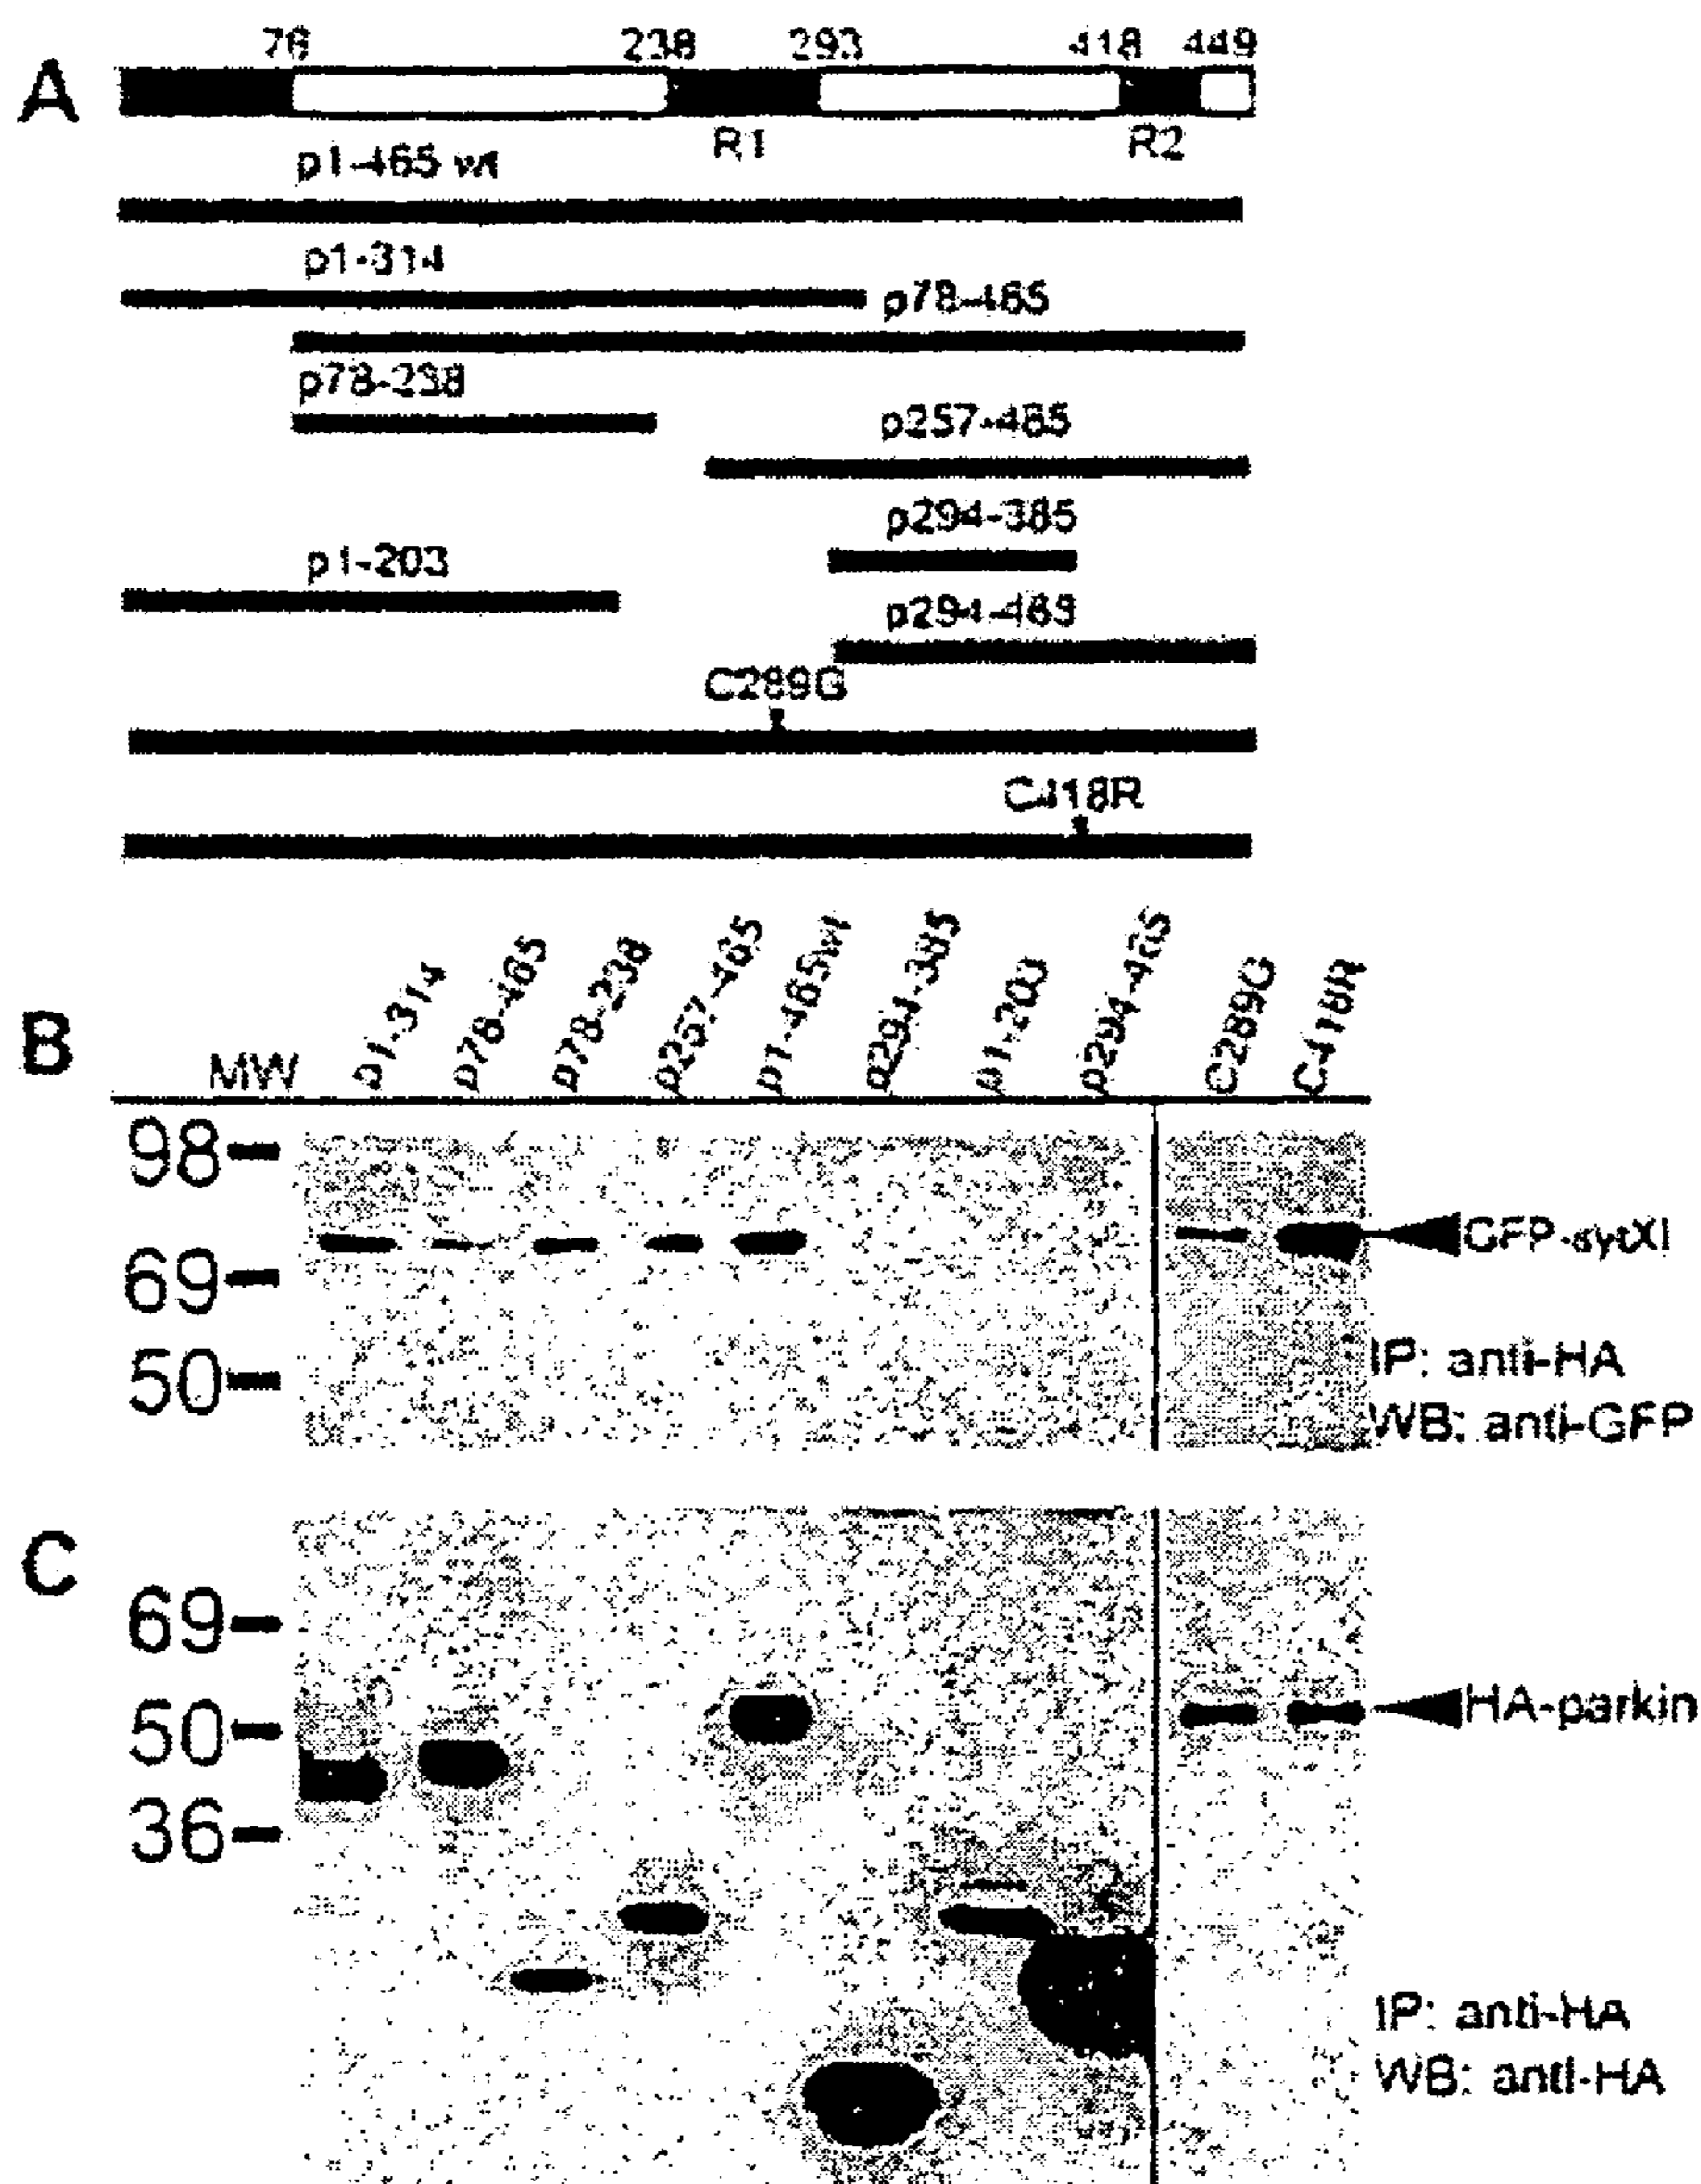 A
76 238 293 418 449
R1 R2
p1-465 wt
p1-314
p78-465
p78-238
p257-465
p294-385
p1-203
p294-465
C289G
C418R
B
MW p1-314 p78-465 p78-238 p257-465 p1-465wt p294-385 p1-203 p294-465 C289G C418R
98
69
50
GFP-sytXI
IP: anti-HA
WB: anti-GFP
C
69
50
36
HA-parkin
IP: anti-HA
WB: anti-HA